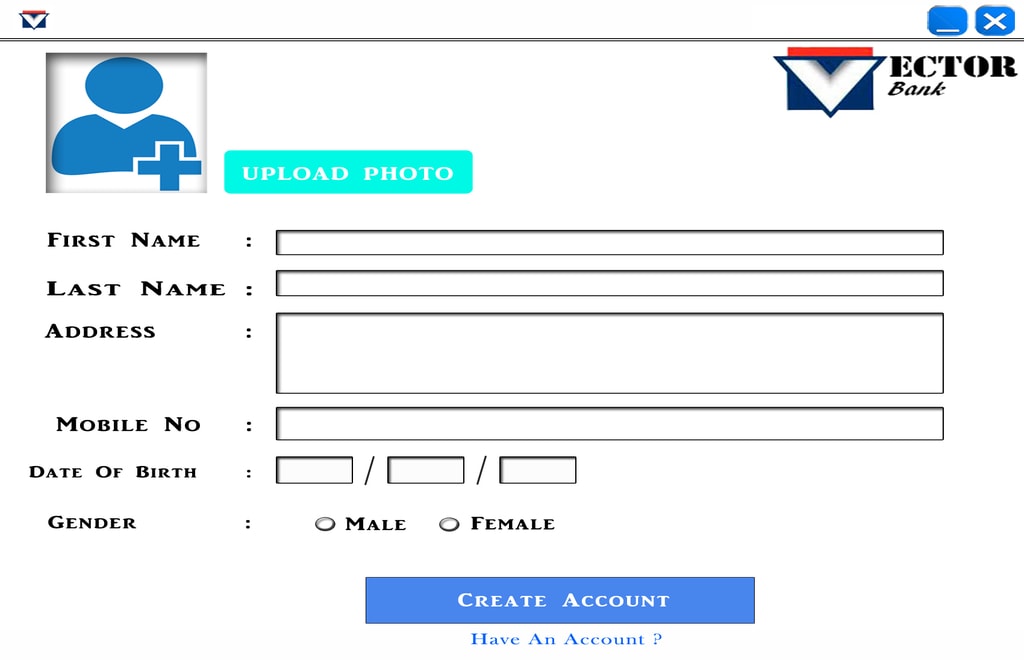 VECTOR
Bank
UPLOAD PHOTO
FIRST NAME :
LAST NAME :
ADDRESS :
MOBILE NO :
DATE OF BIRTH : / /
GENDER : MALE FEMALE
CREATE ACCOUNT
Have An Account ?